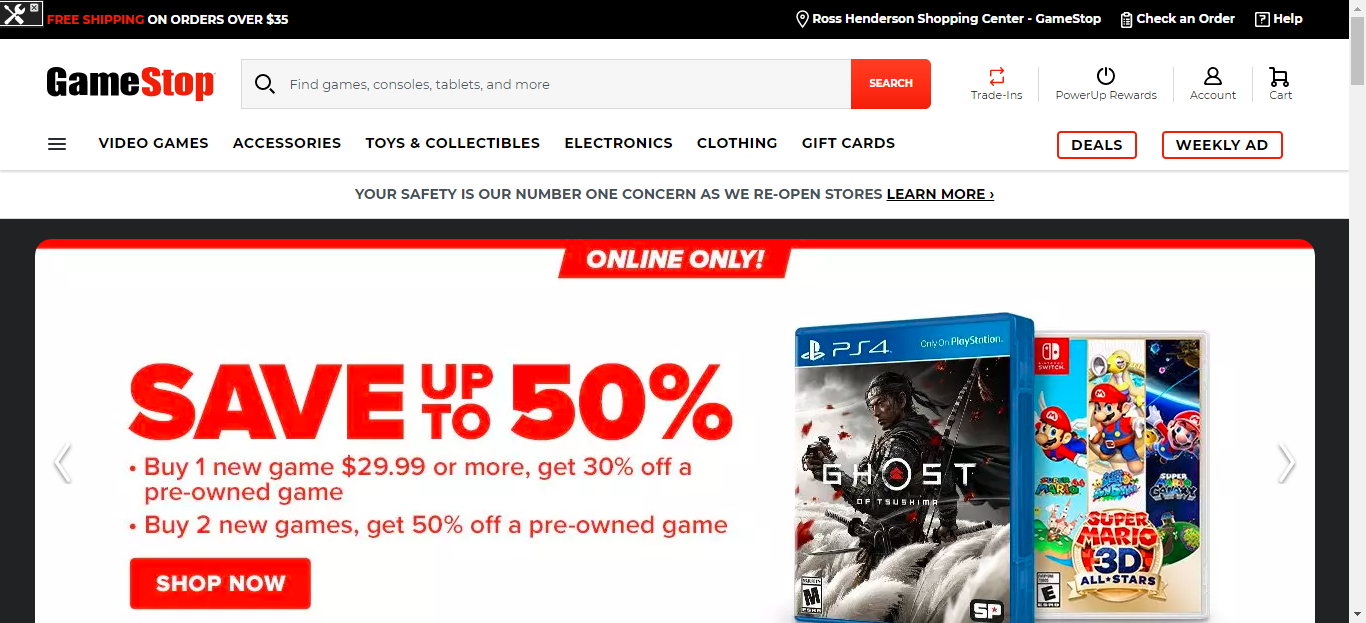 FREE SHIPPING ON ORDERS OVER $35
Ross Henderson Shopping Center - GameStop
Check an Order
Help
GameStop
Find games, consoles, tablets, and more
SEARCH
Trade-Ins
PowerUp Rewards
Account
Cart
VIDEO GAMES
ACCESSORIES
TOYS & COLLECTIBLES
ELECTRONICS
CLOTHING
GIFT CARDS
DEALS
WEEKLY AD
YOUR SAFETY IS OUR NUMBER ONE CONCERN AS WE RE-OPEN STORES LEARN MORE ›
ONLINE ONLY!
SAVE UP TO 50%
• Buy 1 new game $29.99 or more, get 30% off a
pre-owned game
• Buy 2 new games, get 50% off a pre-owned game
SHOP NOW
PS4
Only On PlayStation.
GHOST
OF TSUSHIMA
M
ESRB
SP
NINTENDO
SWITCH
SUPER
MARIO 64
SUPER
MARIO
GALAXY
SUPER
MARIO
3D
ALL★STARS
E
ESRB